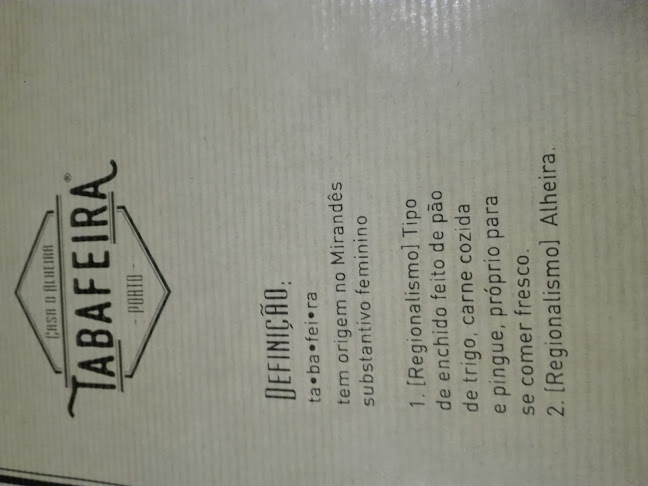 CASA D'ALHEIRA
TABAFEIRA®
- PORTO -
DEFINIÇÃO:
ta•ba•fei•ra
tem origem no Mirandês
substantivo feminino
1. [Regionalismo] Tipo
de enchido feito de pão
de trigo, carne cozida
e pingue, próprio para
se comer fresco.
2. [Regionalismo] Alheira.